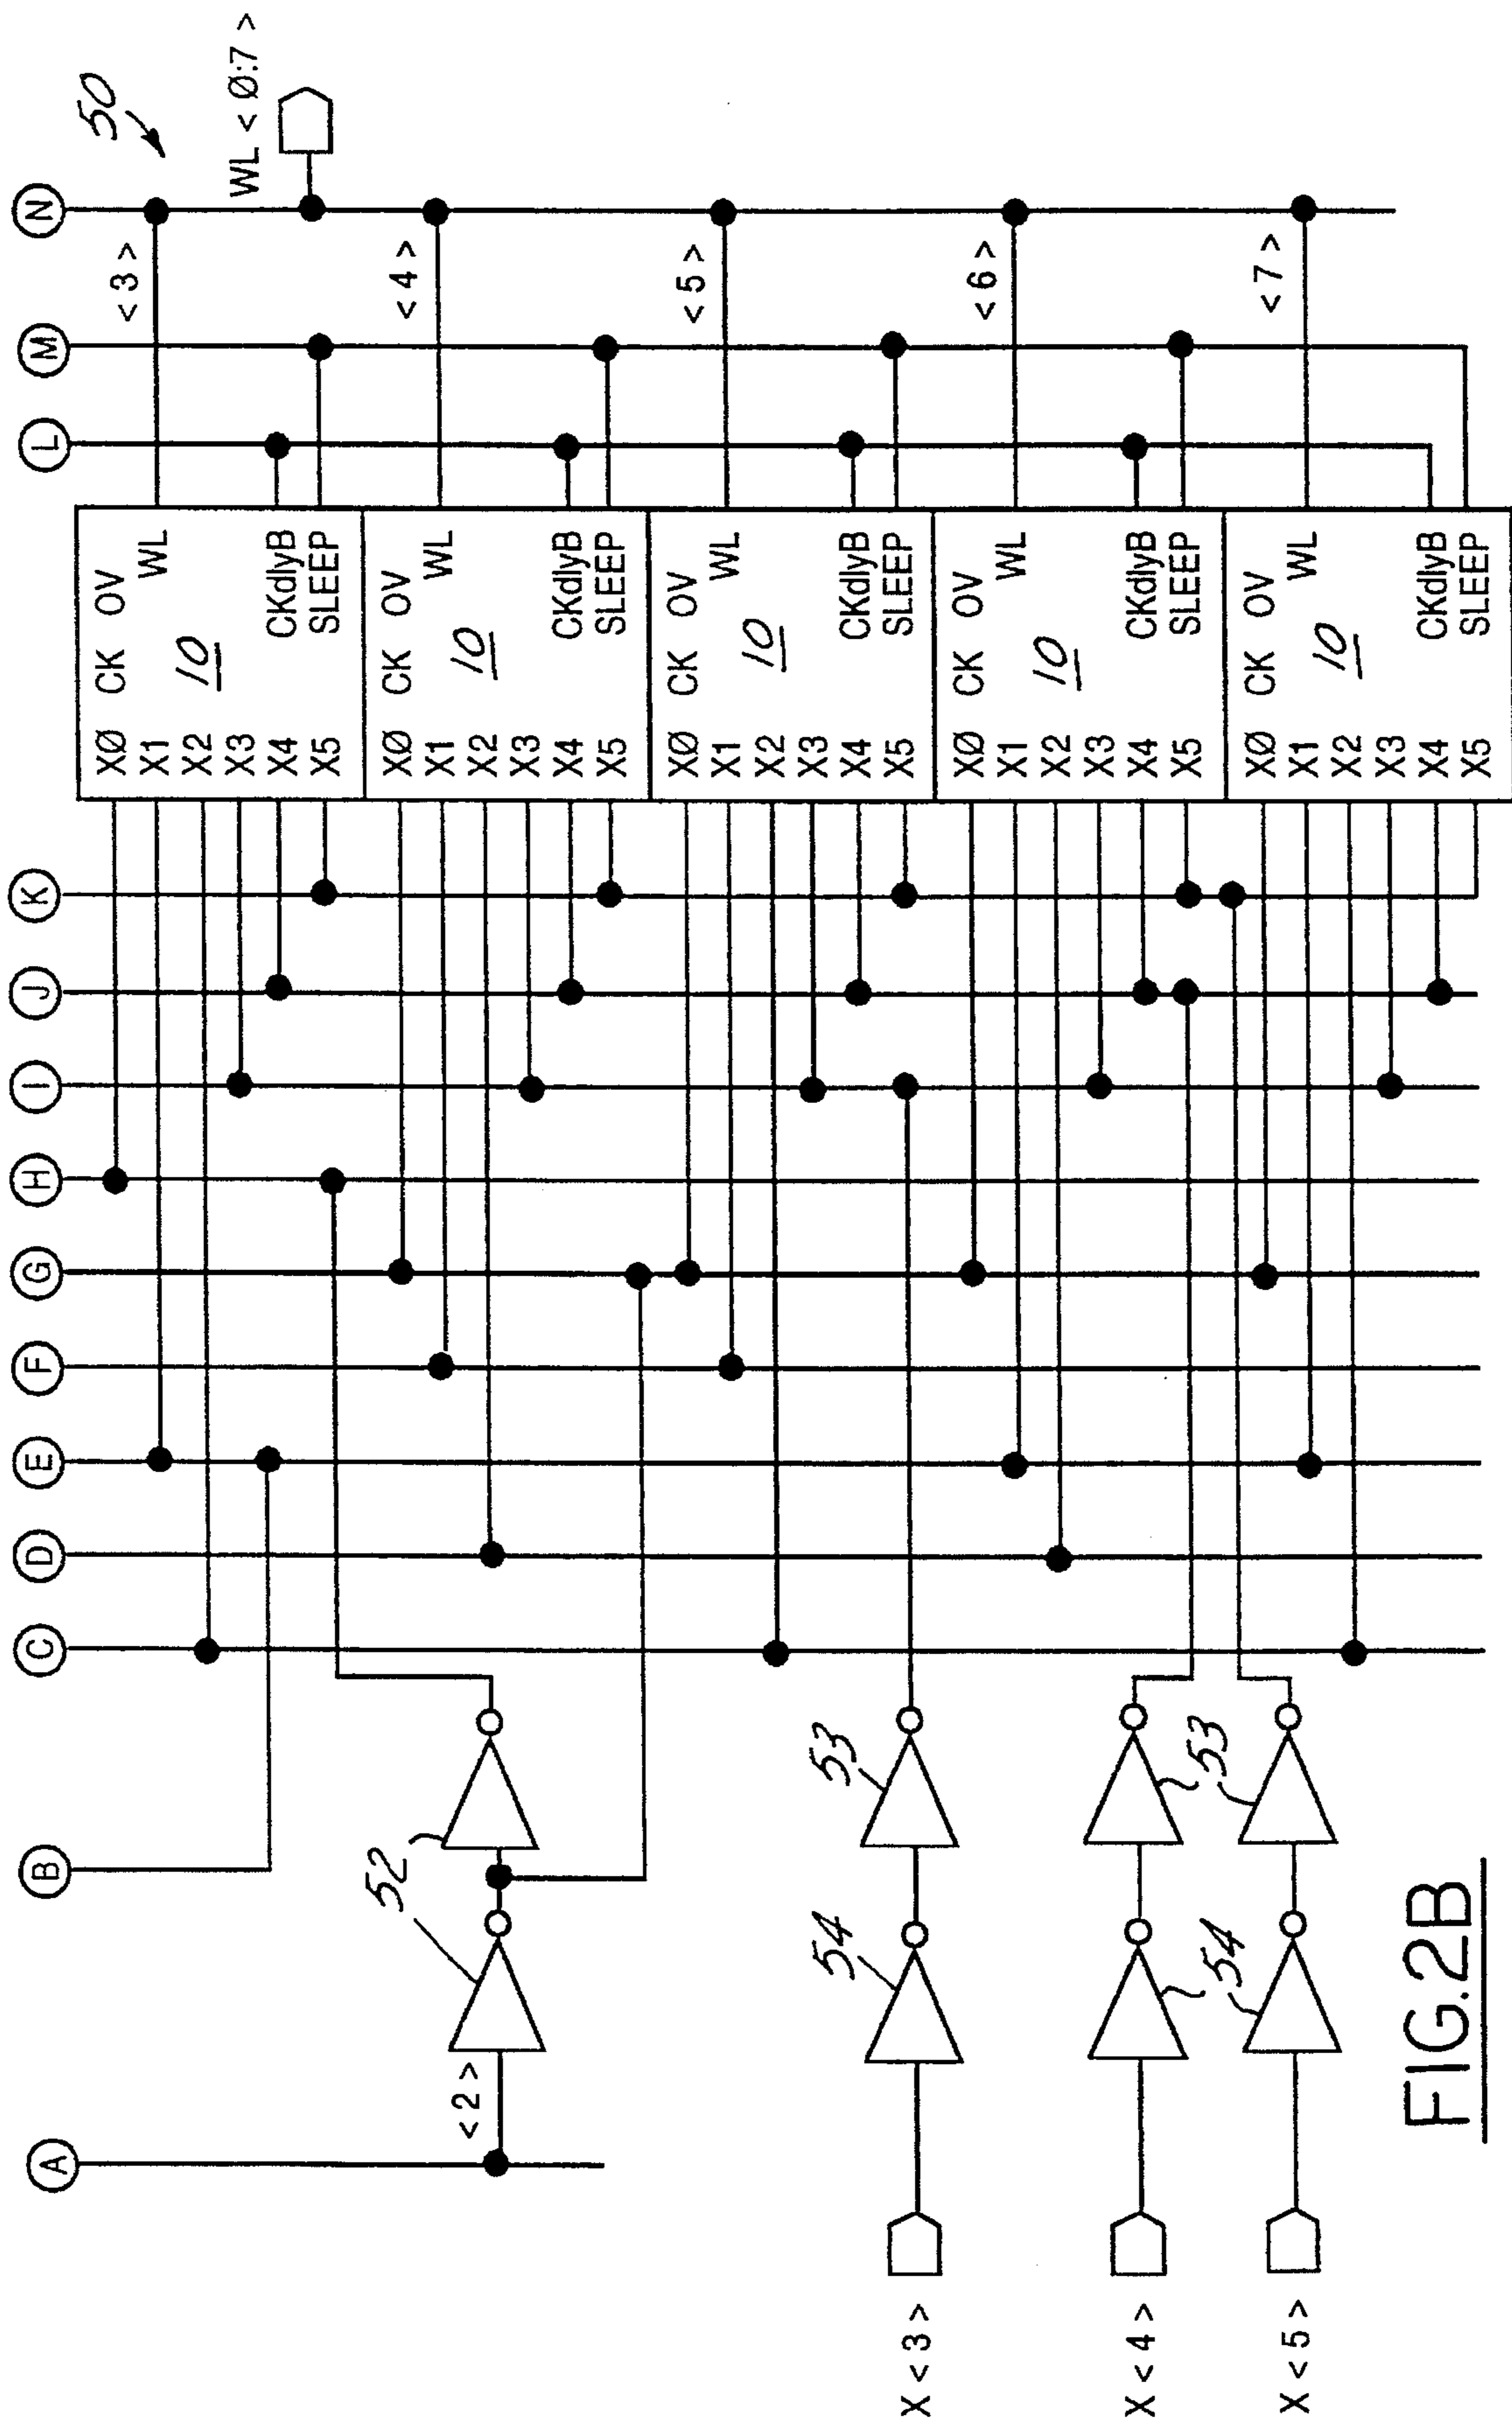 50
WL < Ø:7 >
A
B
C
D
E
F
G
H
I
J
K
L
M
N
< 3 >
XØ CK OV
X1 WL
X2 10
X3
X4 CKdlyB
X5 SLEEP
< 4 >
XØ CK OV
X1 WL
X2 10
X3
X4 CKdlyB
X5 SLEEP
< 5 >
XØ CK OV
X1 WL
X2 10
X3
X4 CKdlyB
X5 SLEEP
< 6 >
XØ CK OV
X1 WL
X2 10
X3
X4 CKdlyB
X5 SLEEP
< 7 >
XØ CK OV
X1 WL
X2 10
X3
X4 CKdlyB
X5 SLEEP
< 2 >
52
X < 3 >
54
53
X < 4 >
54
53
X < 5 >
FIG.2B